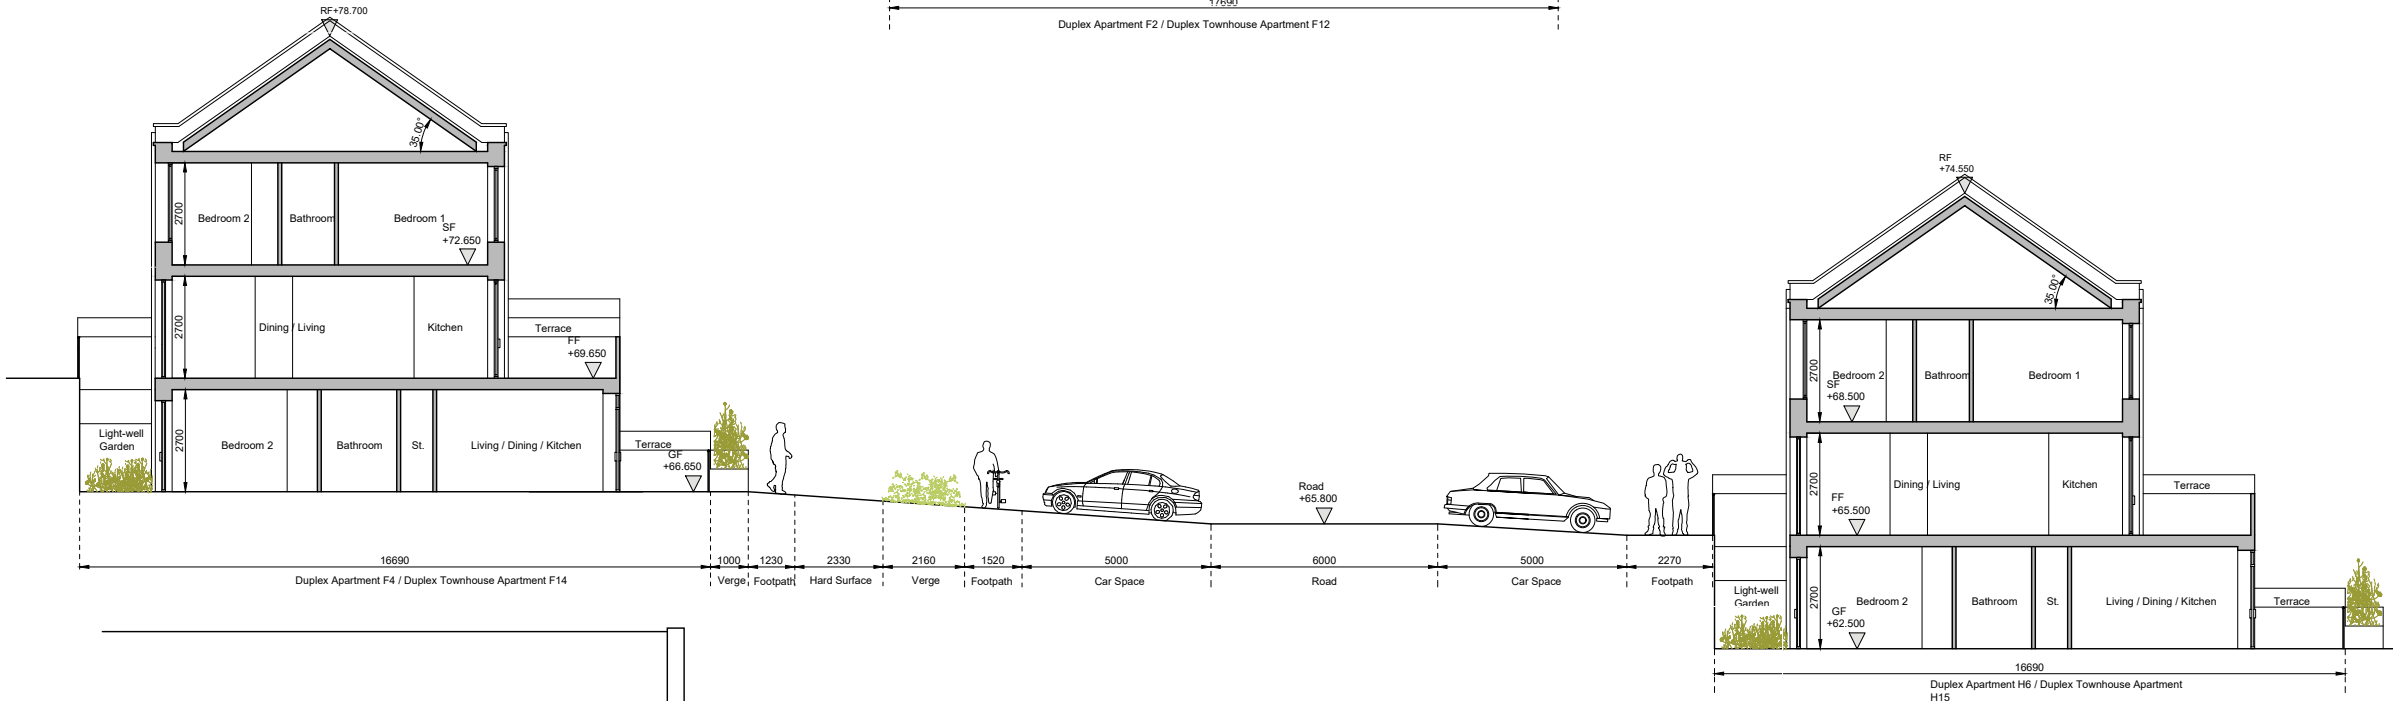 RF+78.700
17690
Duplex Apartment F2 / Duplex Townhouse Apartment F12
35.00°
2700
Bedroom 2
Bathroom
Bedroom 1
SF
+72.650
2700
Dining / Living
Kitchen
Terrace
FF
+69.650
Light-well
Garden
2700
Bedroom 2
Bathroom
St.
Living / Dining / Kitchen
Terrace
GF
+66.650
Road
+65.800
RF
+74.550
35.00°
2700
Bedroom 2
Bathroom
Bedroom 1
SF
+68.500
2700
Dining / Living
Kitchen
Terrace
FF
+65.500
Light-well
Garden
2700
Bedroom 2
Bathroom
St.
Living / Dining / Kitchen
Terrace
GF
+62.500
16690
1000
1230
2330
2160
1520
5000
6000
5000
2270
Duplex Apartment F4 / Duplex Townhouse Apartment F14
Verge
Footpath
Hard Surface
Verge
Footpath
Car Space
Road
Car Space
Footpath
16690
Duplex Apartment H6 / Duplex Townhouse Apartment
H15